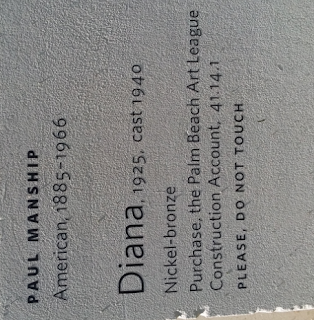 PAUL MANSHIP
American, 1885-1966
Diana, 1925, cast 1940
Nickel-bronze
Purchase, the Palm Beach Art League
Construction Account, 41.14.1
PLEASE, DO NOT TOUCH